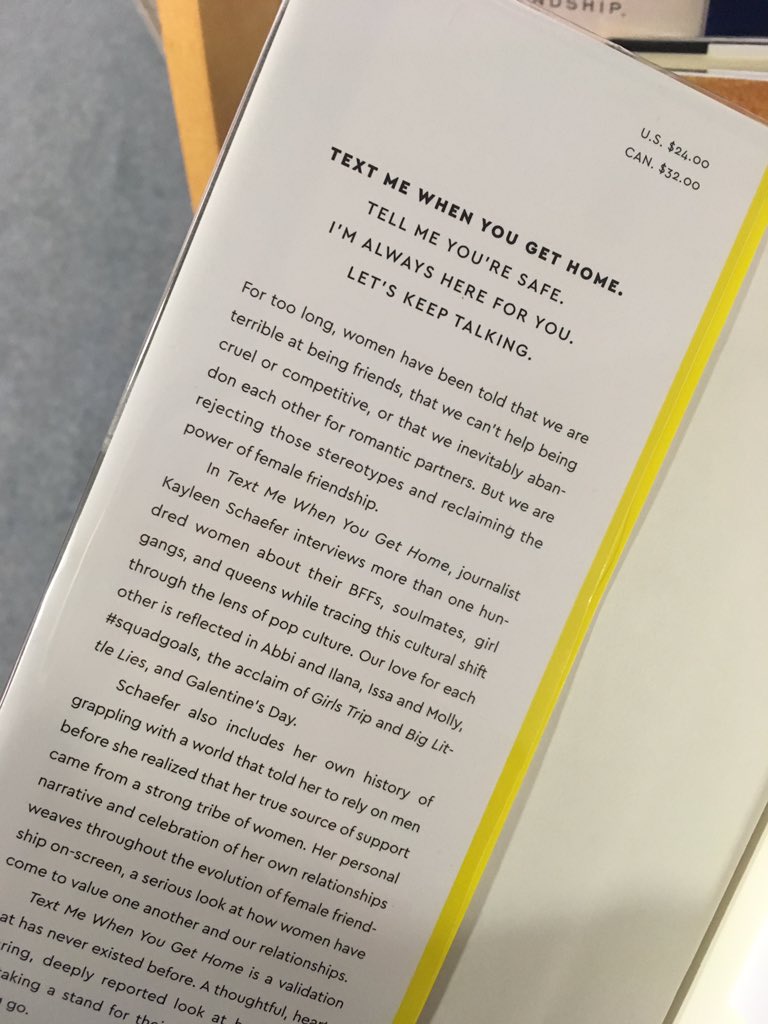 NDSHIP.
U.S. $24.00
CAN. $32.00
TEXT ME WHEN YOU GET HOME.
TELL ME YOU'RE SAFE.
I'M ALWAYS HERE FOR YOU.
LET'S KEEP TALKING.
For too long, women have been told that we are
terrible at being friends, that we can't help being
cruel or competitive, or that we inevitably aban-
don each other for romantic partners. But we are
rejecting those stereotypes and reclaiming the
power of female friendship.
In Text Me When You Get Home, journalist
Kayleen Schaefer interviews more than one hun-
dred women about their BFFs, soulmates, girl
gangs, and queens while tracing this cultural shift
through the lens of pop culture. Our love for each
other is reflected in Abbi and Ilana, Issa and Molly,
#squadgoals, the acclaim of Girls Trip and Big Lit-
tle Lies, and Galentine's Day.
Schaefer also includes her own history of
grappling with a world that told her to rely on men
before she realized that her true source of support
came from a strong tribe of women. Her personal
narrative and celebration of her own relationships
weaves throughout the evolution of female friend-
ship on-screen, a serious look at how women have
come to value one another and our relationships.
Text Me When You Get Home is a validation
at has never existed before. A thoughtful, hear
ring, deeply reported look at
aking a stand for
go.